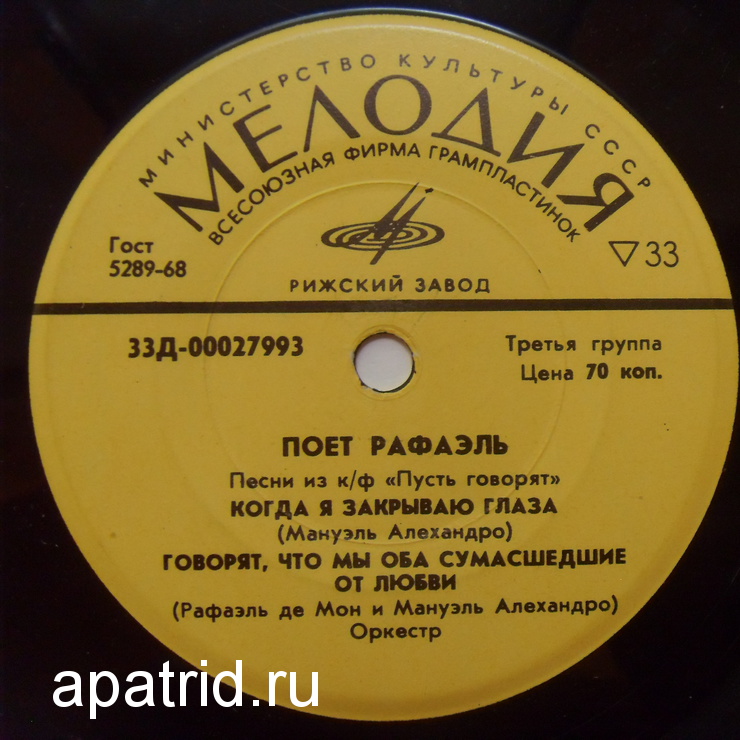 МИНИСТЕРСТВО КУЛЬТУРЫ СССР
МЕЛОДИЯ
ВСЕСОЮЗНАЯ ФИРМА ГРАМПЛАСТИНОК
Гост
5289-68
33
РИЖСКИЙ ЗАВОД
33Д-00027993
Третья группа
Цена 70 коп.
ПОЕТ РАФАЭЛЬ
Песни из к/ф «Пусть говорят»
КОГДА Я ЗАКРЫВАЮ ГЛАЗА
(Мануэль Алехандро)
ГОВОРЯТ, ЧТО МЫ ОБА СУМАСШЕДШИЕ
ОТ ЛЮБВИ
(Рафаэль де Мон и Мануэль Алехандро)
Оркестр
apatrid.ru